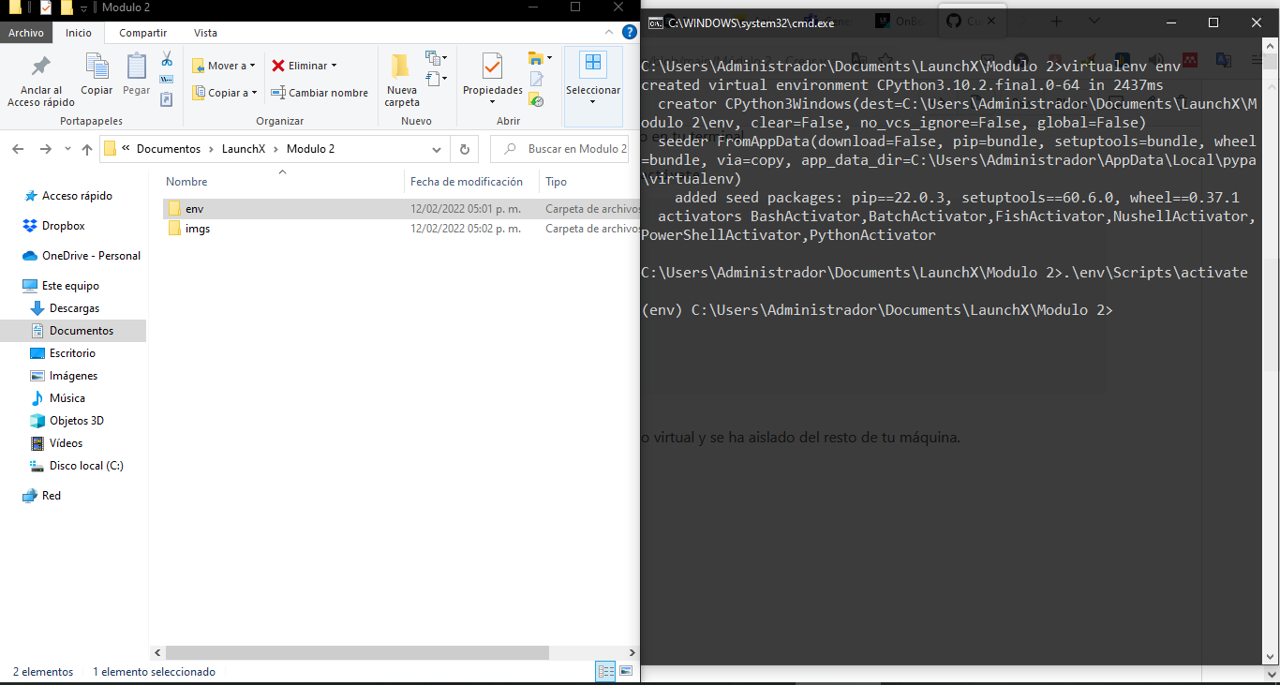 Modulo 2
Archivo
Inicio
Compartir
Vista
Anclar al
Acceso rápido
Copiar
Pegar
Mover a
Copiar a
Eliminar
Cambiar nombre
Nueva
carpeta
Propiedades
Seleccionar
Portapapeles
Organizar
Nuevo
Abrir
« Documentos > LaunchX > Modulo 2
Buscar en Modulo 2
Nombre
Fecha de modificación
Tipo
env
12/02/2022 05:01 p. m.
Carpeta de archivos
imgs
12/02/2022 05:02 p. m.
Carpeta de archivos
Acceso rápido
Dropbox
OneDrive - Personal
Este equipo
Descargas
Documentos
Escritorio
Imágenes
Música
Objetos 3D
Vídeos
Disco local (C:)
Red
2 elementos
1 elemento seleccionado
C:\WINDOWS\system32\cmd.exe
C:\Users\Administrador\Documents\LaunchX\Modulo 2>virtualenv env
created virtual environment CPython3.10.2.final.0-64 in 2437ms
creator CPython3Windows(dest=C:\Users\Administrador\Documents\LaunchX\M
odulo 2\env, clear=False, no_vcs_ignore=False, global=False)
seeder FromAppData(download=False, pip=bundle, setuptools=bundle, wheel
=bundle, via=copy, app_data_dir=C:\Users\Administrador\AppData\Local\pypa
\virtualenv)
added seed packages: pip==22.0.3, setuptools==60.6.0, wheel==0.37.1
activators BashActivator,BatchActivator,FishActivator,NushellActivator,
PowerShellActivator,PythonActivator
C:\Users\Administrador\Documents\LaunchX\Modulo 2>.\env\Scripts\activate
(env) C:\Users\Administrador\Documents\LaunchX\Modulo 2>
o en tu terminal
o virtual y se ha aislado del resto de tu máquina.